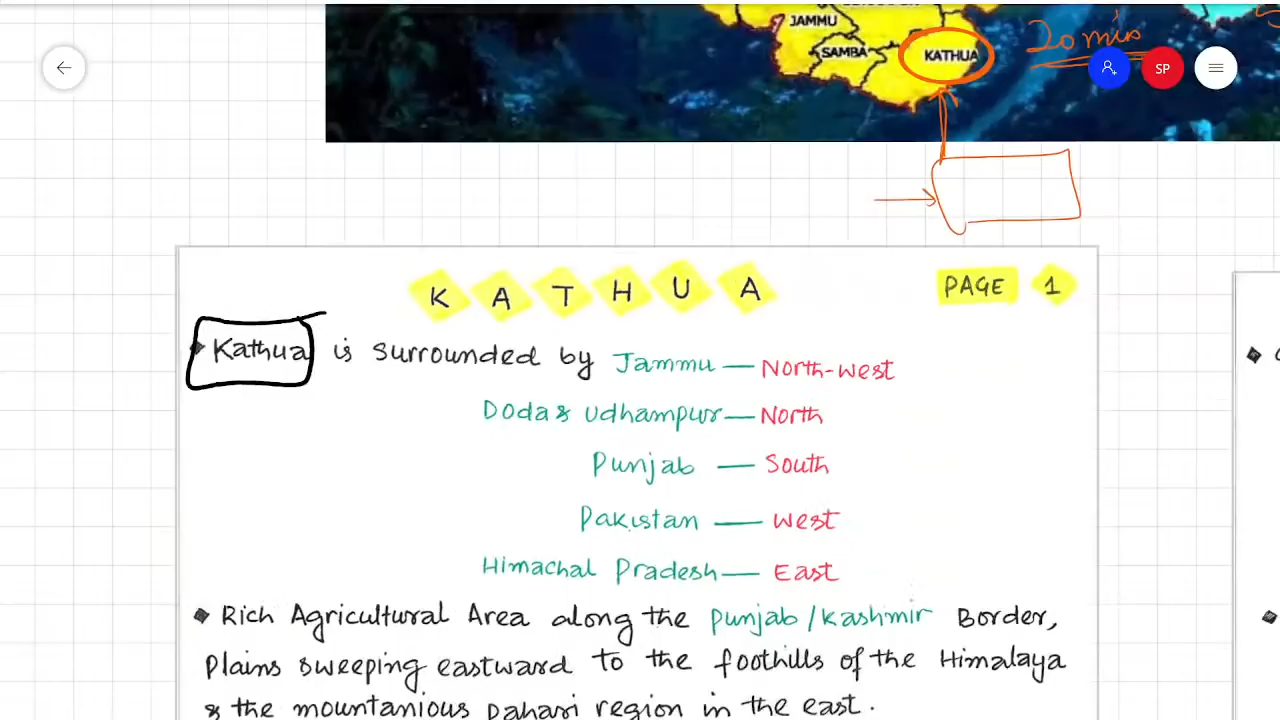 JAMMU
SAMBA
KATHUA
20 min
SP
KATHUA PAGE 1
Kathua is surrounded by Jammu — North-west
Doda & Udhampur — North
Punjab — South
Pakistan — west
Himachal Pradesh — East
Rich Agricultural Area along the punjab/kashmir Border,
plains sweeping eastward to the foothills of the Himalaya
& the mountanious pahari region in the east.